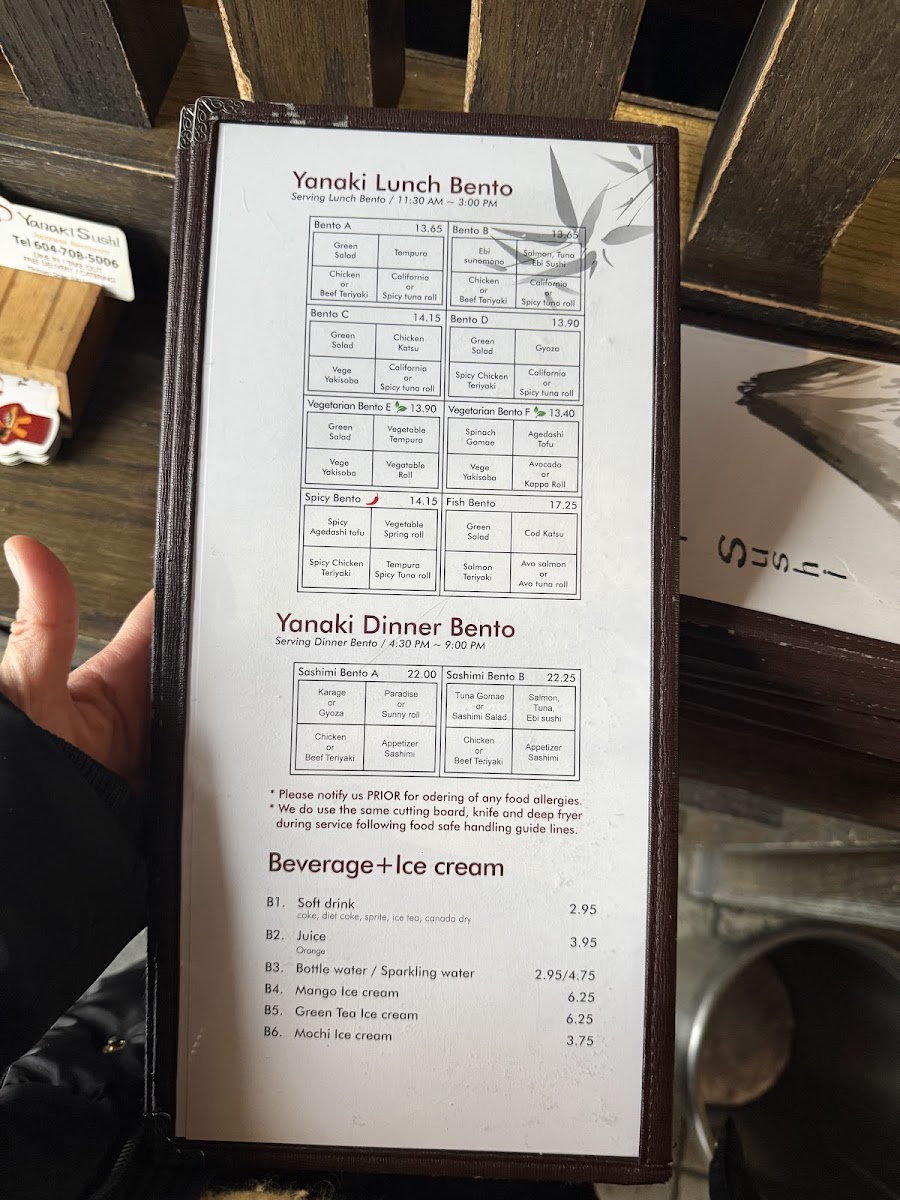 Yanaki Lunch Bento
Serving Lunch Bento / 11:30 AM ~ 3:00 PM
Bento A 13.65
Green
Salad
Tempura
Chicken
or
Beef Teriyaki
California
or
Spicy tuna roll
Bento B 13.65
Ebi
sunomono
Salmon, Tuna
Ebi Sushi
Chicken
or
Beef Teriyaki
California
or
Spicy tuna roll
Bento C 14.15
Green
Salad
Chicken
Katsu
Vege
Yakisoba
California
or
Spicy tuna roll
Bento D 13.90
Green
Salad
Gyoza
Spicy Chicken
Teriyaki
California
or
Spicy tuna roll
Vegetarian Bento E 13.90
Green
Salad
Vegetable
Tempura
Vege
Yakisoba
Vegatable
Roll
Vegetarian Bento F 13.40
Spinach
Gomae
Agedashi
Tofu
Vege
Yakisoba
Avocado
or
Kappa Roll
Spicy Bento 14.15
Spicy
Agedashi tofu
Vegetable
Spring roll
Spicy Chicken
Teriyaki
Tempura
Spicy Tuna roll
Fish Bento 17.25
Green
Salad
Cod Katsu
Salmon
Teriyaki
Avo salmon
or
Avo tuna roll
Yanaki Dinner Bento
Serving Dinner Bento / 4:30 PM ~ 9:00 PM
Sashimi Bento A 22.00
Karage
or
Gyoza
Paradise
or
Sunny roll
Chicken
or
Beef Teriyaki
Appetizer
Sashimi
Sashimi Bento B 22.25
Tuna Gomae
or
Sashimi Salad
Salmon,
Tuna,
Ebi sushi
Chicken
or
Beef Teriyaki
Appetizer
Sashimi
* Please notify us PRIOR for odering of any food allergies.
* We do use the same cutting board, knife and deep fryer
during service following food safe handling guide lines.
Beverage+Ice cream
B1. Soft drink 2.95
coke, diet coke, sprite, ice tea, canada dry
B2. Juice 3.95
Orange
B3. Bottle water / Sparkling water 2.95/4.75
B4. Mango Ice cream 6.25
B5. Green Tea Ice cream 6.25
B6. Mochi Ice cream 3.75
Yanaki Sushi
Japanese Restaurant
Tel 604-708-5006
DINE IN / TAKE OUT
FREE DELIVERY / CATERING
Sushi